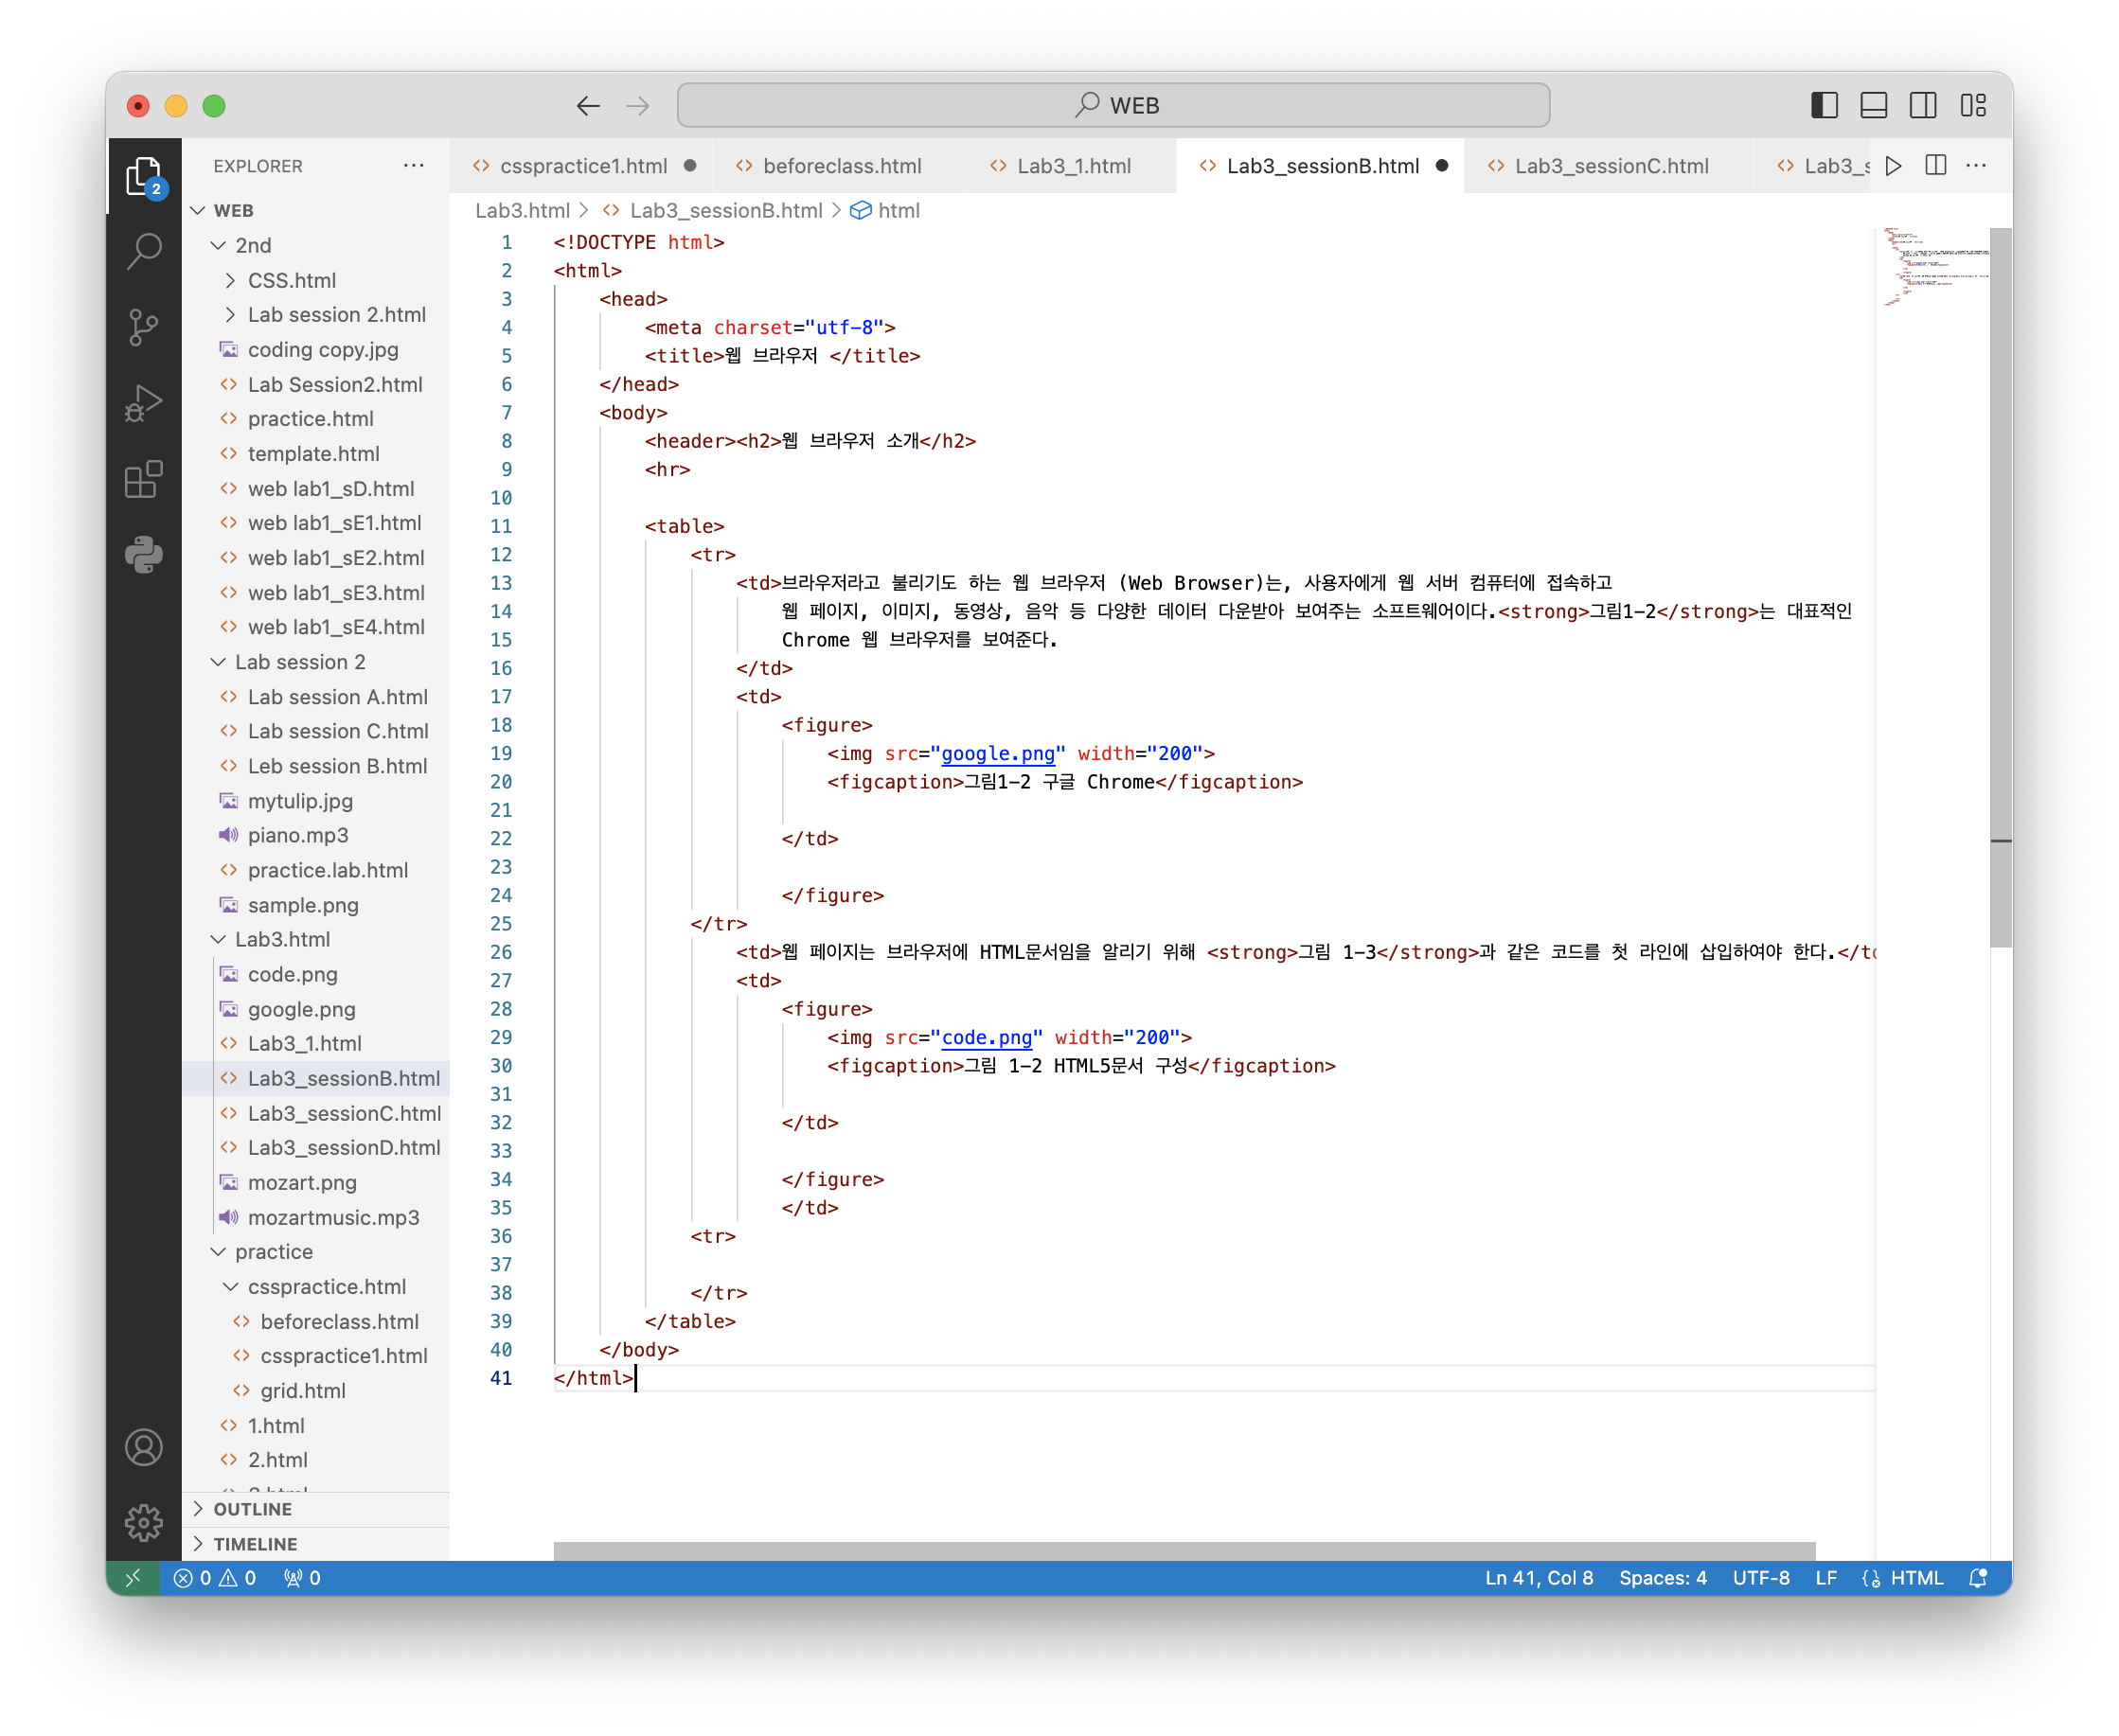 WEB
EXPLORER
csspractice1.html
beforeclass.html
Lab3_1.html
Lab3_sessionB.html
Lab3_sessionC.html
Lab3_s
WEB
2nd
CSS.html
Lab session 2.html
coding copy.jpg
Lab Session2.html
practice.html
template.html
web lab1_sD.html
web lab1_sE1.html
web lab1_sE2.html
web lab1_sE3.html
web lab1_sE4.html
Lab session 2
Lab session A.html
Lab session C.html
Leb session B.html
mytulip.jpg
piano.mp3
practice.lab.html
sample.png
Lab3.html
code.png
google.png
Lab3_1.html
Lab3_sessionB.html
Lab3_sessionC.html
Lab3_sessionD.html
mozart.png
mozartmusic.mp3
practice
csspractice.html
beforeclass.html
csspractice1.html
grid.html
1.html
2.html
OUTLINE
TIMELINE
2
Lab3.html > <> Lab3_sessionB.html > html
1 <!DOCTYPE html>
2 <html>
3 <head>
4 <meta charset="utf-8">
5 <title>웹 브라우저 </title>
6 </head>
7 <body>
8 <header><h2>웹 브라우저 소개</h2>
9 <hr>
10
11 <table>
12 <tr>
13 <td>브라우저라고 불리기도 하는 웹 브라우저 (Web Browser)는, 사용자에게 웹 서버 컴퓨터에 접속하고
14 웹 페이지, 이미지, 동영상, 음악 등 다양한 데이터 다운받아 보여주는 소프트웨어이다.<strong>그림1-2</strong>는 대표적인
15 Chrome 웹 브라우저를 보여준다.
16 </td>
17 <td>
18 <figure>
19 <img src="google.png" width="200">
20 <figcaption>그림1-2 구글 Chrome</figcaption>
21
22 </td>
23
24 </figure>
25 </tr>
26 <td>웹 페이지는 브라우저에 HTML문서임을 알리기 위해 <strong>그림 1-3</strong>과 같은 코드를 첫 라인에 삽입하여야 한다.</t
27 <td>
28 <figure>
29 <img src="code.png" width="200">
30 <figcaption>그림 1-2 HTML5문서 구성</figcaption>
31
32 </td>
33
34 </figure>
35 </td>
36 <tr>
37
38 </tr>
39 </table>
40 </body>
41 </html>
0 0 0
Ln 41, Col 8 Spaces: 4 UTF-8 LF HTML